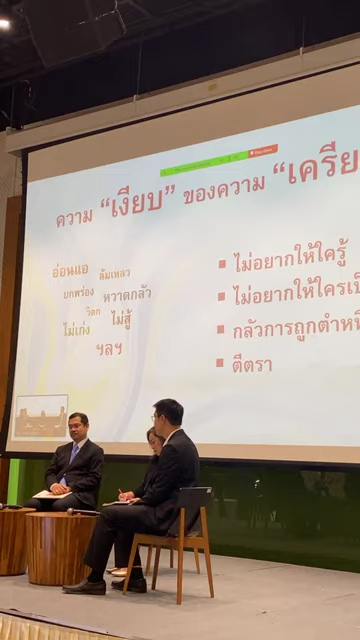 ความ “เงียบ” ของความ “เครีย
อ่อนแอ ล้มเหลว
บกพร่อง หวาดกลัว
วิตก
ไม่เก่ง ไม่สู้
ฯลฯ
▪ ไม่อยากให้ใครรู้
▪ ไม่อยากให้ใครเป็
▪ กลัวการถูกตำหนิ
▪ ตีตรา